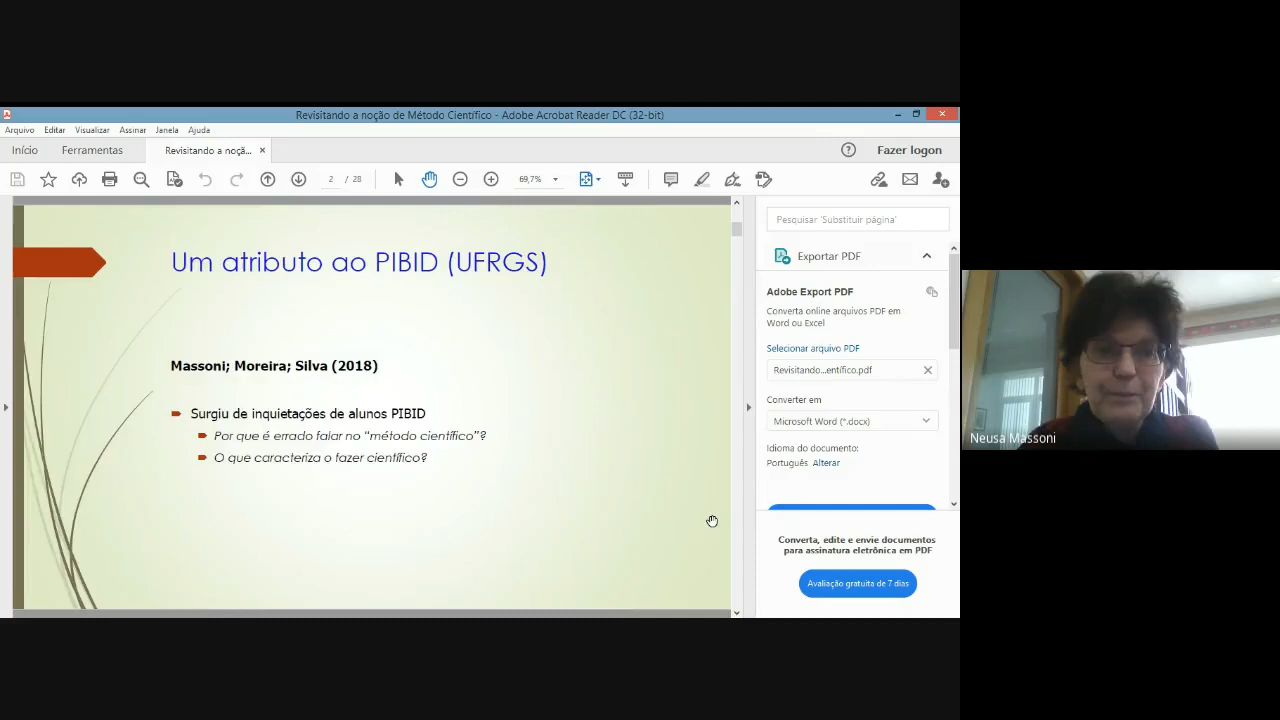 Revisitando a noção de Método Científico - Adobe Acrobat Reader DC (32-bit)
Arquivo Editar Visualizar Assinar Janela Ajuda
Início Ferramentas Revisitando a noçã... Fazer logon
2 / 28 69,7%
Um atributo ao PIBID (UFRGS)
Massoni; Moreira; Silva (2018)
Surgiu de inquietações de alunos PIBID
Por que é errado falar no “método científico”?
O que caracteriza o fazer científico?
Pesquisar 'Substituir página'
Exportar PDF
Adobe Export PDF
Converta online arquivos PDF em
Word ou Excel
Selecionar arquivo PDF
Revisitando...entífico.pdf
Converter em
Microsoft Word (*.docx)
Idioma do documento:
Português Alterar
Converta, edite e envie documentos
para assinatura eletrônica em PDF
Avaliação gratuita de 7 dias
Neusa Massoni